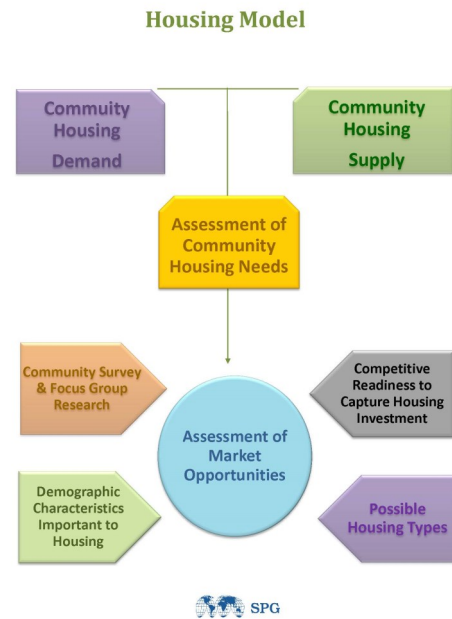 Housing Model
Commuity
Housing
Demand
Community
Housing
Supply
Assessment of
Community
Housing Needs
Community Survey
& Focus Group
Research
Competitive
Readiness to
Capture Housing
Investment
Assessment of
Market
Opportunities
Demographic
Characteristics
Important to
Housing
Possible
Housing Types
SPG